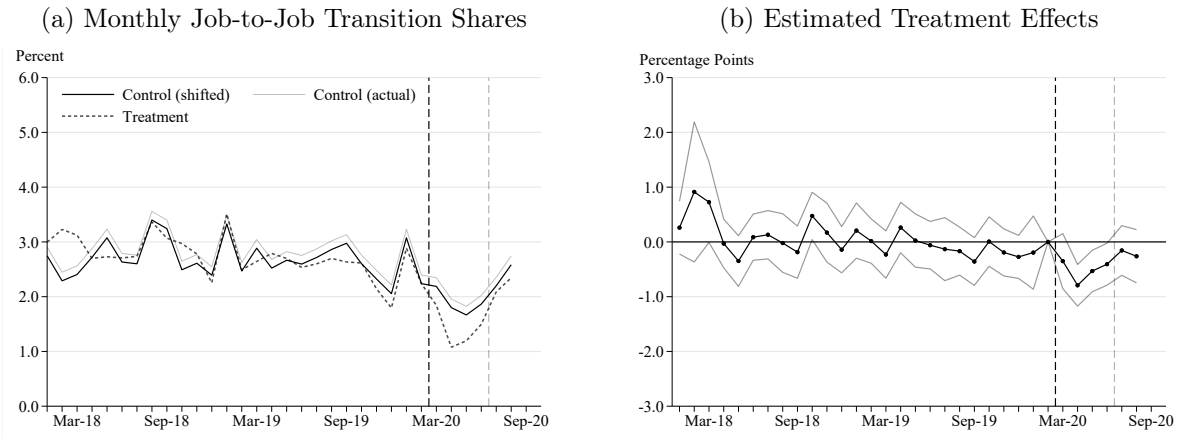 (a) Monthly Job-to-Job Transition Shares
Percent
6.0
5.0
4.0
3.0
2.0
1.0
0.0
Control (shifted)
Control (actual)
Treatment
Mar-18
Sep-18
Mar-19
Sep-19
Mar-20
Sep-20
(b) Estimated Treatment Effects
Percentage Points
3.0
2.0
1.0
0.0
-1.0
-2.0
-3.0
Mar-18
Sep-18
Mar-19
Sep-19
Mar-20
Sep-20